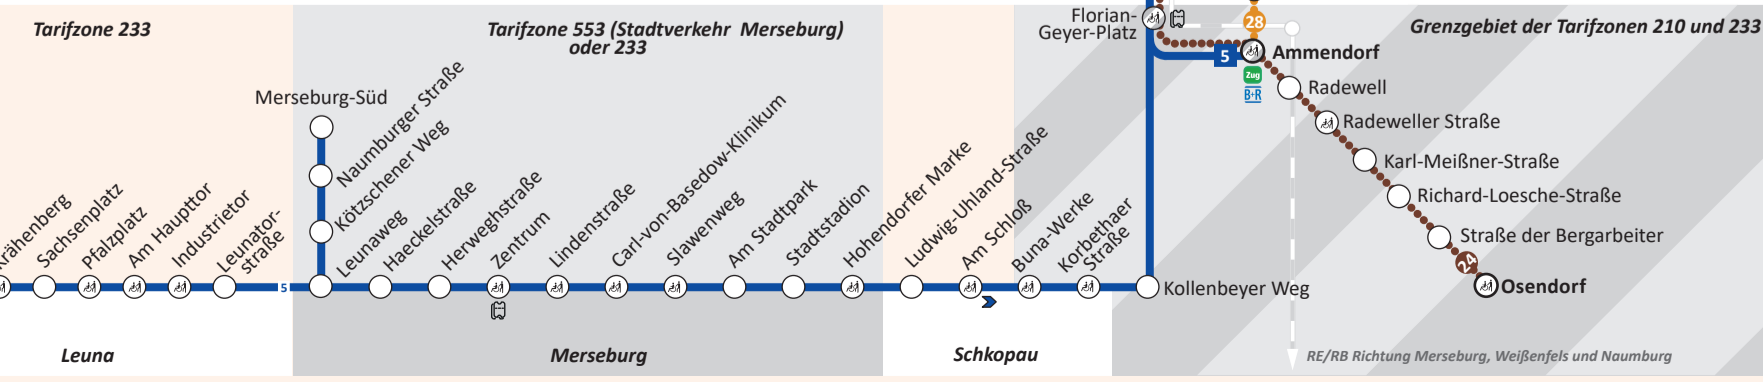 Tarifzone 233
Tarifzone 553 (Stadtverkehr Merseburg)
oder 233
Grenzgebiet der Tarifzonen 210 und 233
Florian-
Geyer-Platz
28
5
Ammendorf
Zug
B+R
Radewell
Radeweller Straße
Karl-Meißner-Straße
Richard-Loesche-Straße
Straße der Bergarbeiter
24
Osendorf
Merseburg-Süd
Naumburger Straße
Kötzschener Weg
Krähenberg
Sachsenplatz
Pfalzplatz
Am Haupttor
Industrietor
Leunator-
straße
5
Leunaweg
Haeckelstraße
Herweghstraße
Zentrum
Lindenstraße
Carl-von-Basedow-Klinikum
Slawenweg
Am Stadtpark
Stadtstadion
Hohendorfer Marke
Ludwig-Uhland-Straße
Am Schloß
Buna-Werke
Korbethaer
Straße
Kollenbeyer Weg
Leuna
Merseburg
Schkopau
RE/RB Richtung Merseburg, Weißenfels und Naumburg